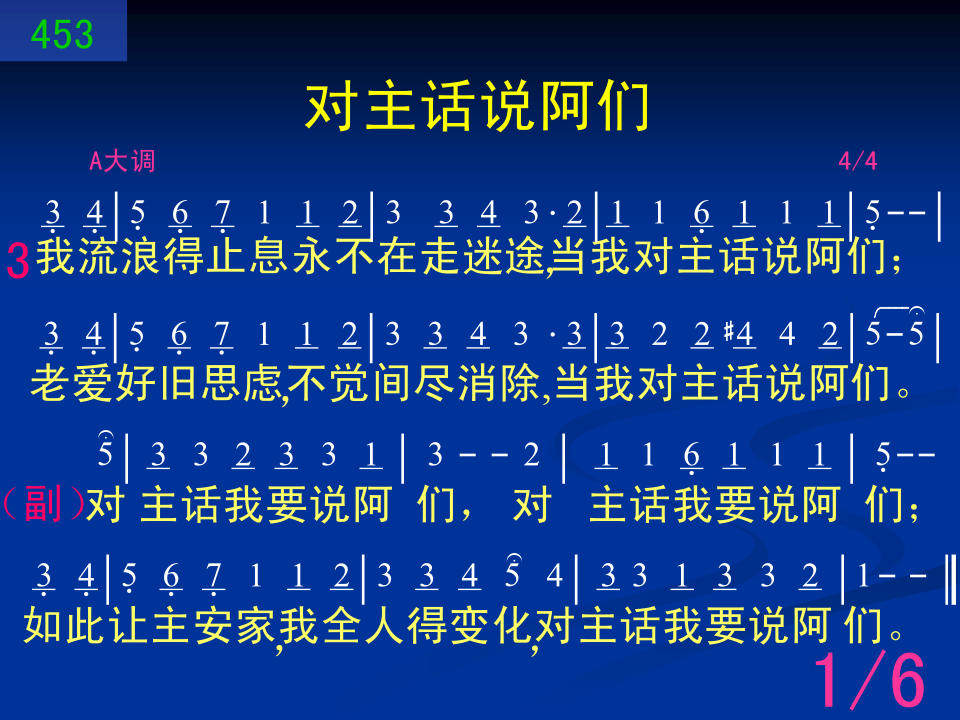 453
对主话说阿们
A大调 4/4
3 4|5 6 7 1 1 2|3 3 4 3·2|1 1 6 1 1 1|5--|
3我流浪得止息永不在走迷途,当我对主话说阿们；
3 4|5 6 7 1 1 2|3 3 4 3·3|3 2 2 #4 4 2|5-5|
老爱好旧思虑,不觉间尽消除,当我对主话说阿们。
5|3 3 2 3 3 1|3--2|1 1 6 1 1 1|5--
（副）对 主话我要说阿 们， 对 主话我要说阿 们；
3 4|5 6 7 1 1 2|3 3 4 5 4|3 3 1 3 3 2|1--‖
如此让主安家,我全人得变化,对主话我要说阿 们。
1/6